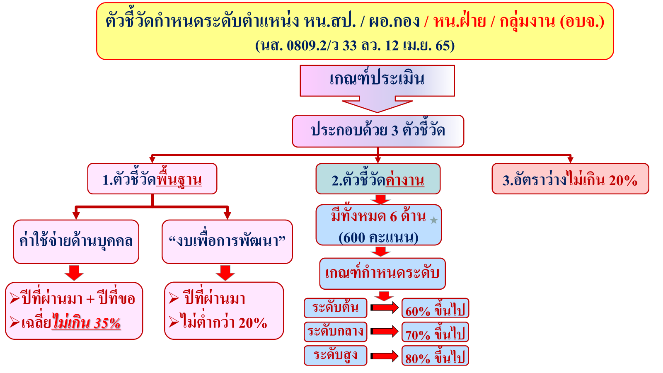 ตัวชี้วัดกำหนดระดับตำแหน่ง หน.สป. / ผอ.กอง / หน.ฝ่าย / กลุ่มงาน (อบจ.)
(นส. 0809.2/ว 33 ลว. 12 เม.ย. 65)
เกณฑ์ประเมิน
ประกอบด้วย 3 ตัวชี้วัด
1.ตัวชี้วัดพื้นฐาน
2.ตัวชี้วัดค่างาน
3.อัตราว่างไม่เกิน 20%
ค่าใช้จ่ายด้านบุคคล
“งบเพื่อการพัฒนา”
มีทั้งหมด 6 ด้าน
(600 คะแนน)
ปีที่ผ่านมา + ปีที่ขอ
เฉลี่ยไม่เกิน 35%
ปีที่ผ่านมา
ไม่ต่ำกว่า 20%
เกณฑ์กำหนดระดับ
ระดับต้น 60% ขึ้นไป
ระดับกลาง 70% ขึ้นไป
ระดับสูง 80% ขึ้นไป